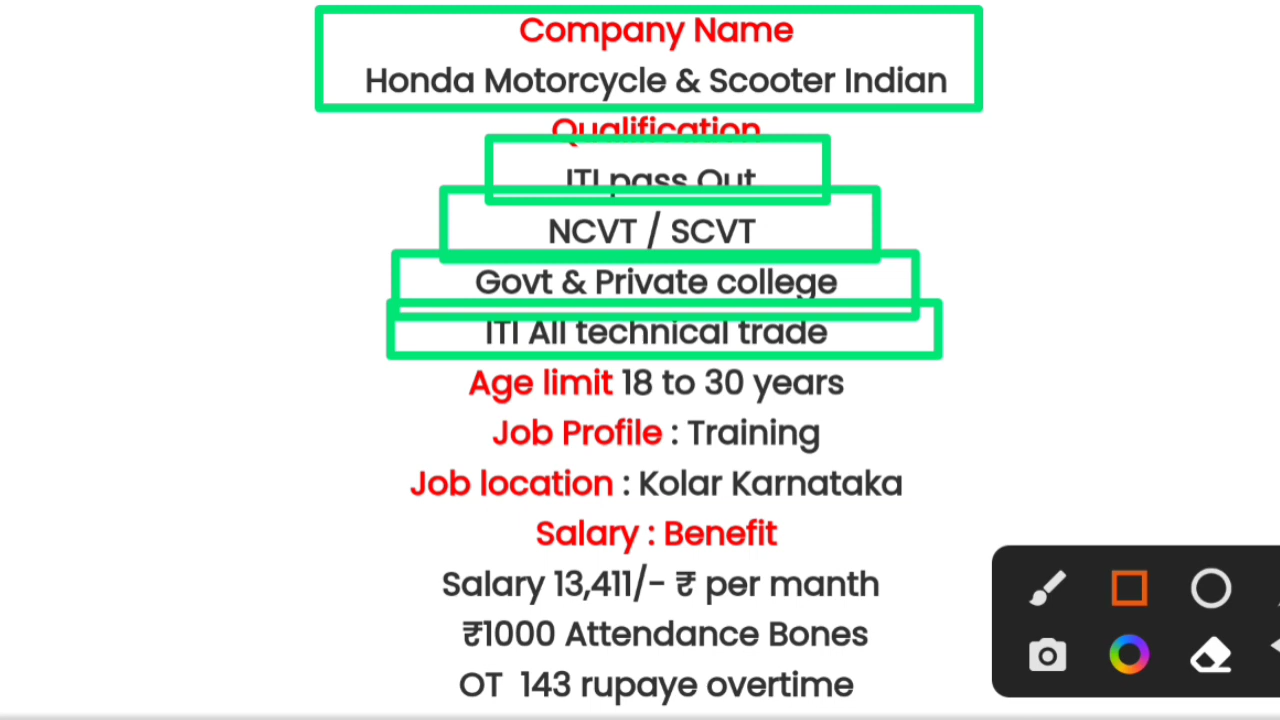 Company Name
Honda Motorcycle & Scooter Indian
Qualification
ITI pass Out
NCVT / SCVT
Govt & Private college
ITI All technical trade
Age limit 18 to 30 years
Job Profile : Training
Job location : Kolar Karnataka
Salary : Benefit
Salary 13,411/- ₹ per manth
₹1000 Attendance Bones
OT 143 rupaye overtime